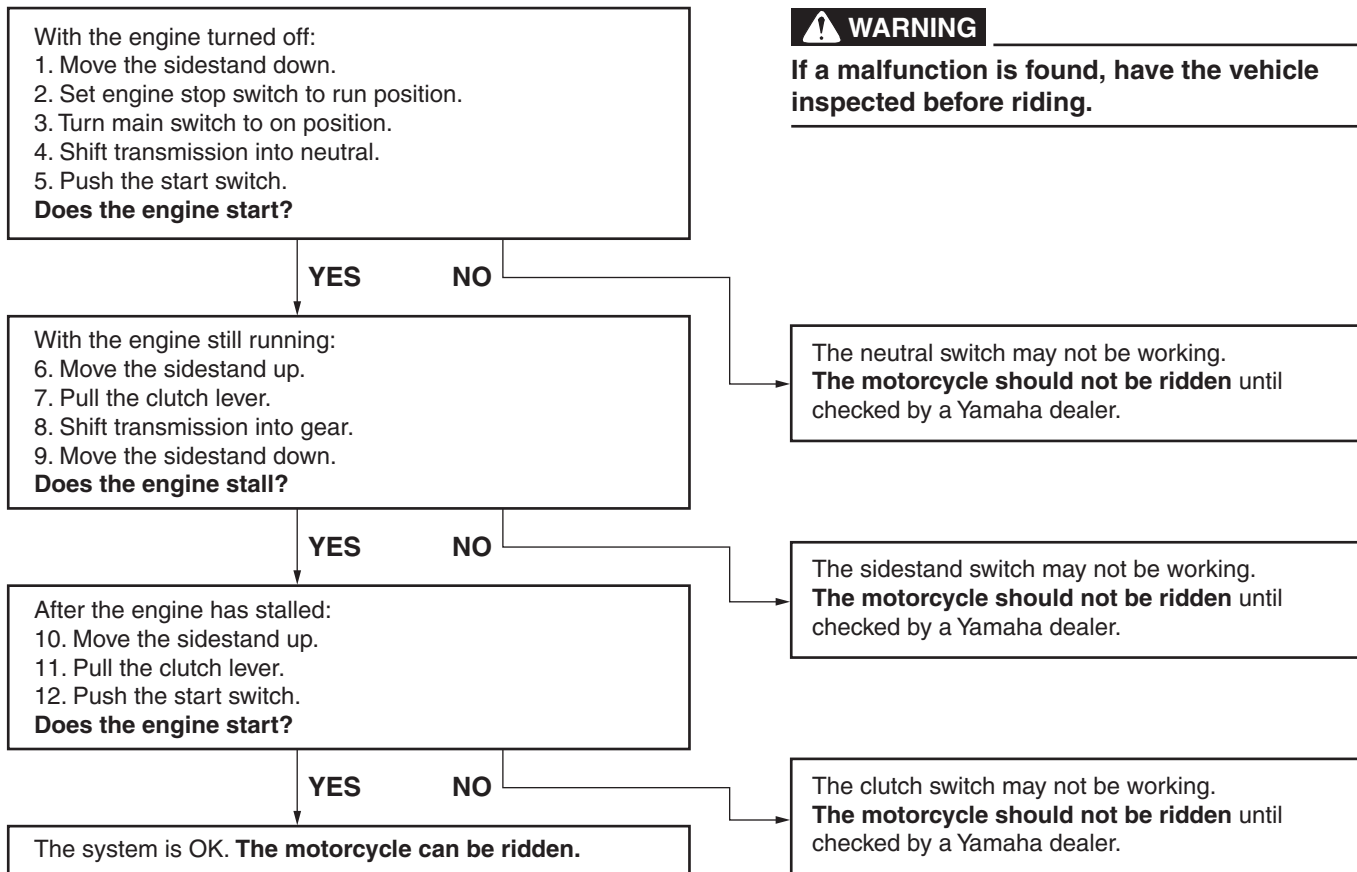 With the engine turned off:
1. Move the sidestand down.
2. Set engine stop switch to run position.
3. Turn main switch to on position.
4. Shift transmission into neutral.
5. Push the start switch.
Does the engine start?
WARNING
If a malfunction is found, have the vehicle
inspected before riding.
YES NO
With the engine still running:
6. Move the sidestand up.
7. Pull the clutch lever.
8. Shift transmission into gear.
9. Move the sidestand down.
Does the engine stall?
The neutral switch may not be working.
The motorcycle should not be ridden until
checked by a Yamaha dealer.
YES NO
After the engine has stalled:
10. Move the sidestand up.
11. Pull the clutch lever.
12. Push the start switch.
Does the engine start?
The sidestand switch may not be working.
The motorcycle should not be ridden until
checked by a Yamaha dealer.
YES NO
The system is OK. The motorcycle can be ridden.
The clutch switch may not be working.
The motorcycle should not be ridden until
checked by a Yamaha dealer.